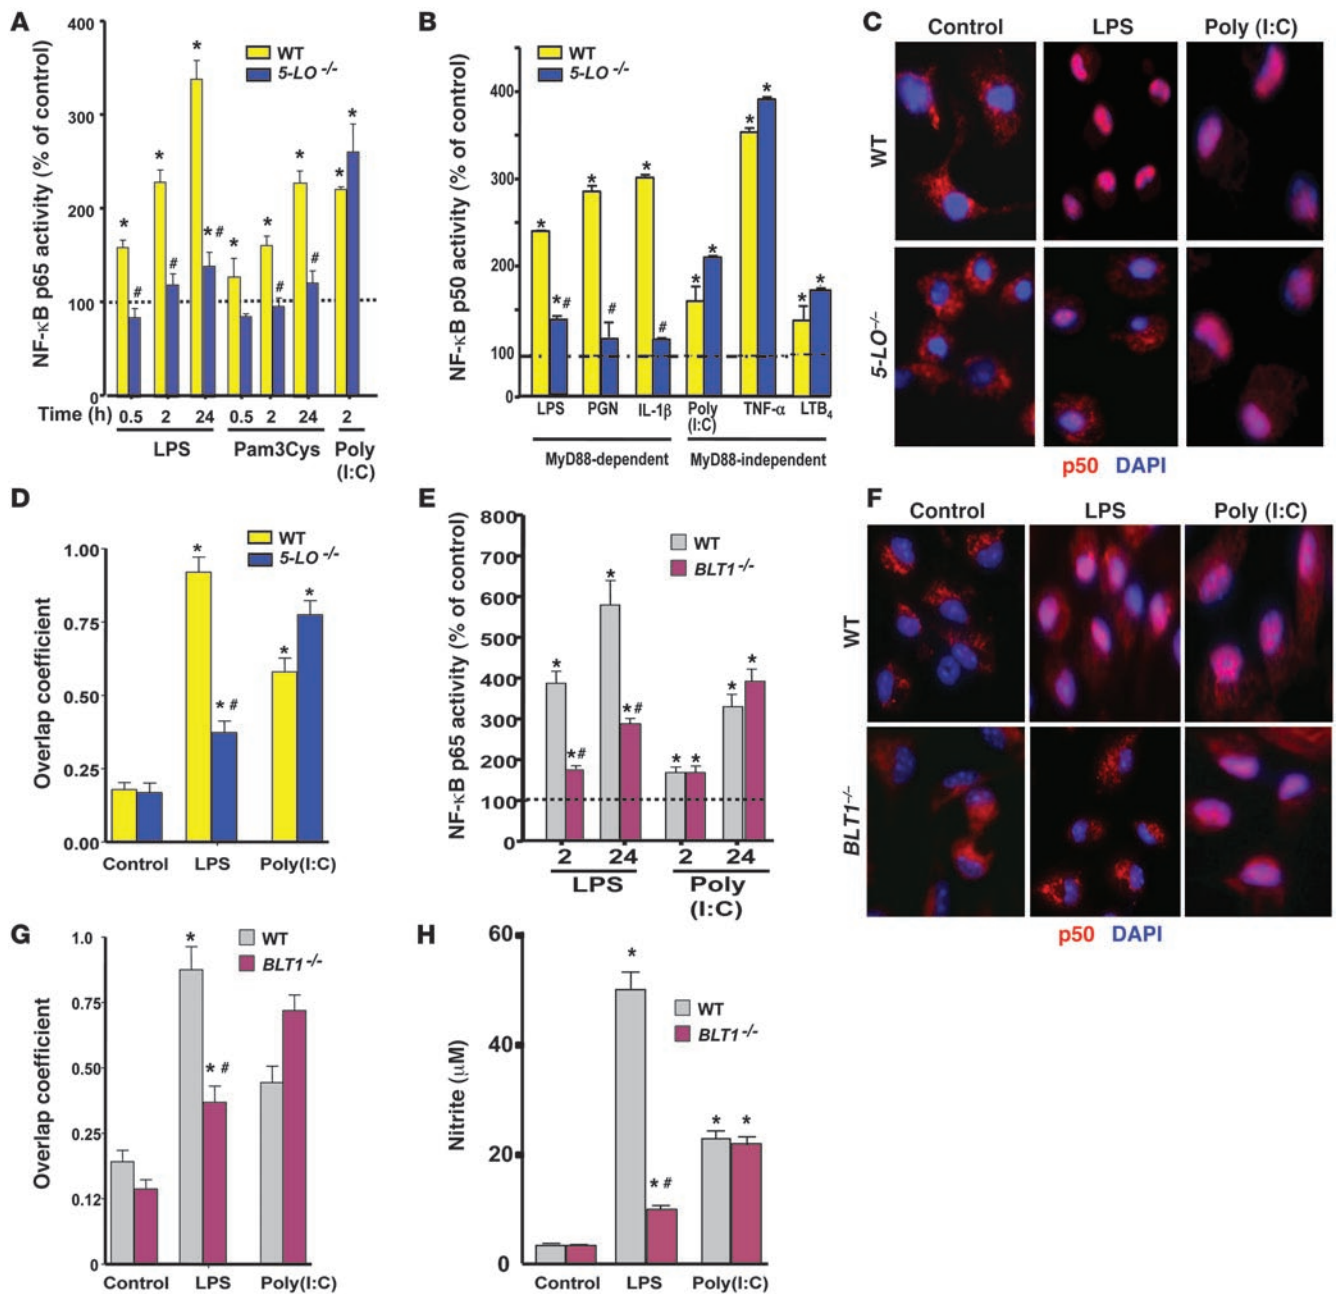 A
NF-κB p65 activity (% of control)
400
300
200
100
0
WT
5-LO -/-
* * * # # * # * * * # # * *
Time (h) 0.5 2 24 0.5 2 24 2
LPS Pam3Cys Poly (I:C)
B
NF-κB p50 activity (% of control)
400
300
200
100
0
WT
5-LO -/-
* *# * # * # * * * * * *
LPS PGN IL-1β Poly (I:C) TNF-α LTB4
MyD88-dependent MyD88-independent
C
Control LPS Poly (I:C)
WT
5-LO-/-
p50 DAPI
D
Overlap coefficient
1.00
0.75
0.50
0.25
0.00
WT
5-LO -/-
* * # * *
Control LPS Poly(I:C)
E
NF-κB p65 activity (% of control)
800
700
600
500
400
300
200
100
0
WT
BLT1-/-
* *# * *# * * * *
2 24 2 24
LPS Poly (I:C)
F
Control LPS Poly (I:C)
WT
BLT1-/-
p50 DAPI
G
Overlap coefficient
1.0
0.75
0.50
0.25
0.12
0
WT
BLT1-/-
* * #
Control LPS Poly(I:C)
H
Nitrite (μM)
60
40
20
0
WT
BLT1-/-
* * # * *
Control LPS Poly(I:C)